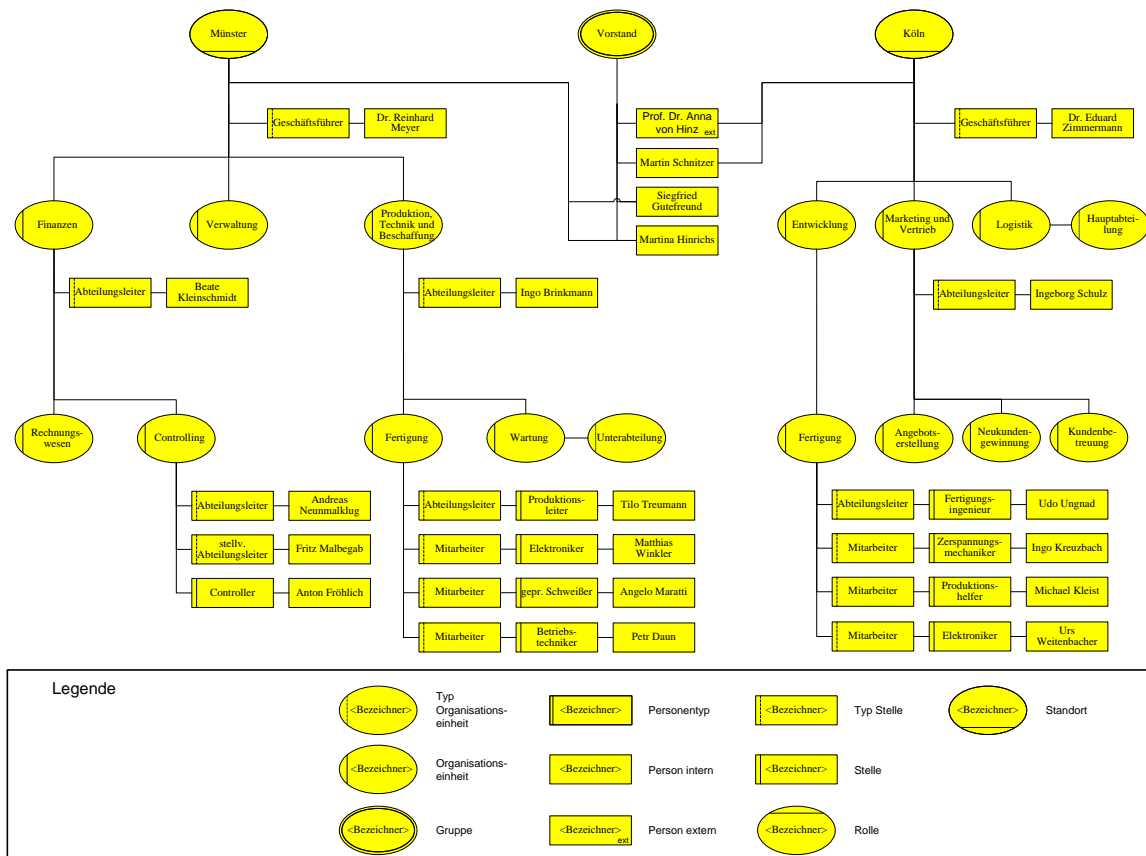 Münster
Vorstand
Köln
Geschäftsführer
Dr. Reinhard
Meyer
Prof. Dr. Anna
von Hinz
ext
Geschäftsführer
Dr. Eduard
Zimmermann
Martin Schnitzer
Siegfried
Gutefreund
Martina Hinrichs
Finanzen
Verwaltung
Produktion,
Technik und
Beschaffung
Entwicklung
Marketing und
Vertrieb
Logistik
Hauptabtei-
lung
Abteilungsleiter
Beate
Kleinschmidt
Abteilungsleiter
Ingo Brinkmann
Abteilungsleiter
Ingeborg Schulz
Rechnungs-
wesen
Controlling
Fertigung
Wartung
Unterabteilung
Fertigung
Angebots-
erstellung
Neukunden-
gewinnung
Kundenbe-
treuung
Abteilungsleiter
Andreas
Neunmalklug
Abteilungsleiter
Produktions-
leiter
Tilo Treumann
Abteilungsleiter
Fertigungs-
ingenieur
Udo Ungnad
stellv.
Abteilungsleiter
Fritz Malbegab
Mitarbeiter
Elektroniker
Matthias
Winkler
Mitarbeiter
Zerspannungs-
mechaniker
Ingo Kreuzbach
Controller
Anton Fröhlich
Mitarbeiter
gepr. Schweißer
Angelo Maratti
Mitarbeiter
Produktions-
helfer
Michael Kleist
Mitarbeiter
Betriebs-
techniker
Petr Daun
Mitarbeiter
Elektroniker
Urs
Weitenbacher
Legende
<Bezeichner>
Typ
Organisations-
einheit
<Bezeichner>
Personentyp
<Bezeichner>
Typ Stelle
<Bezeichner>
Standort
<Bezeichner>
Organisations-
einheit
<Bezeichner>
Person intern
<Bezeichner>
Stelle
<Bezeichner>
Gruppe
<Bezeichner>
ext
Person extern
<Bezeichner>
Rolle